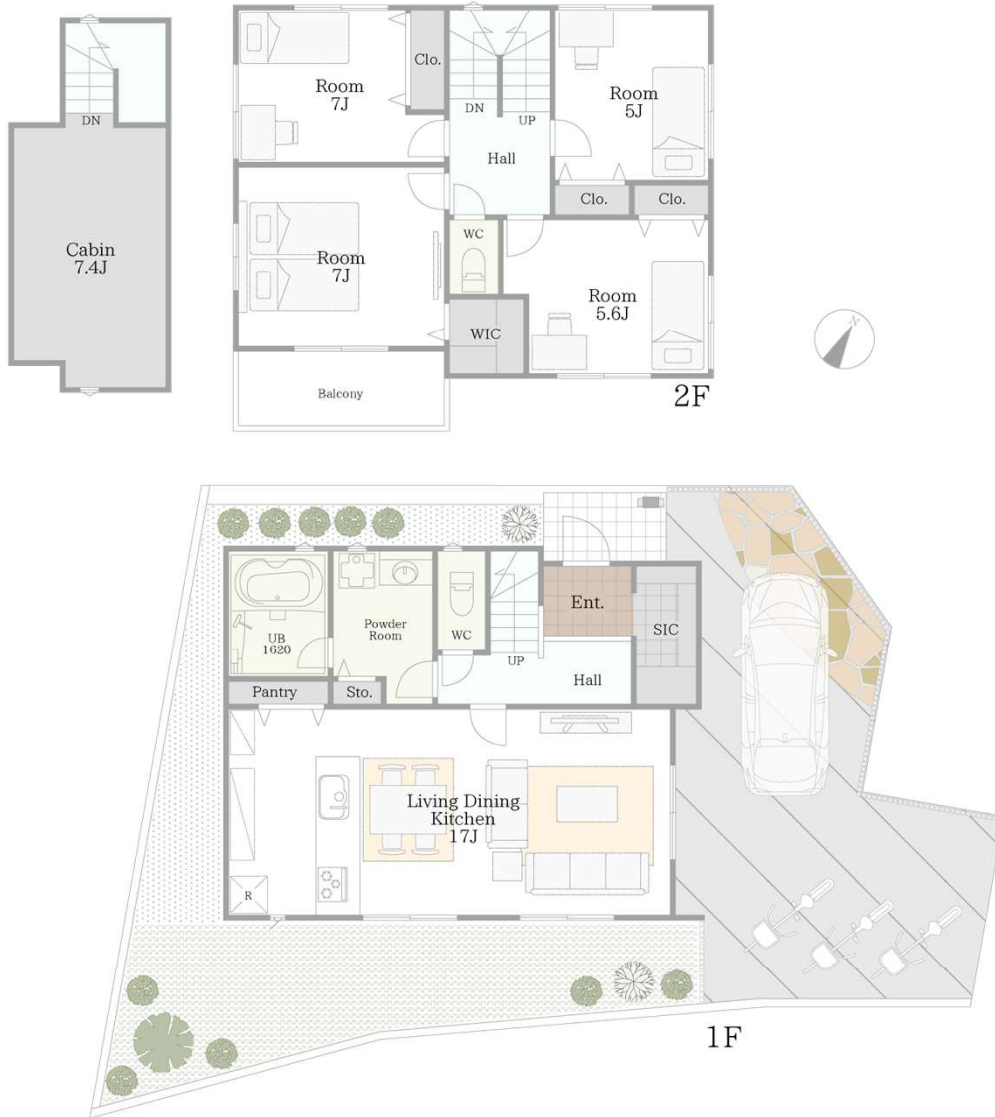 DN
Cabin
7.4J
Room
7J
Clo.
DN
UP
Hall
Room
5J
Clo.
Clo.
Room
7J
WC
WIC
Room
5.6J
Balcony
2F
N
UB
1620
Powder
Room
WC
UP
Ent.
SIC
Hall
Pantry
Sto.
Living Dining
Kitchen
17J
R
1F